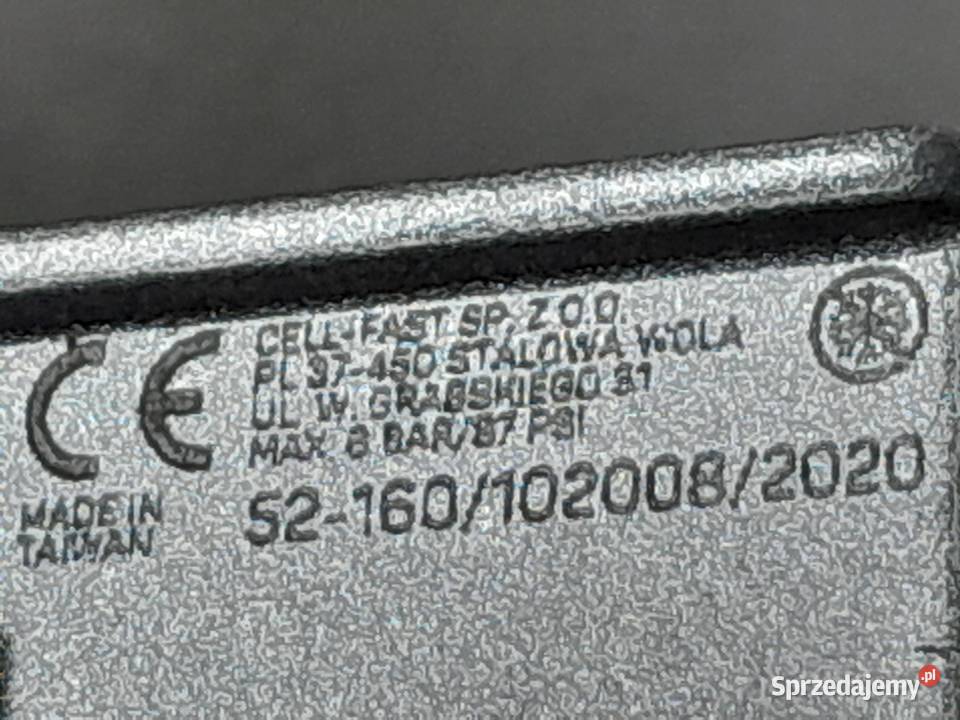 CE
CELL-FAST SP. Z O.O.
PL 37-450 STALOWA WOLA
UL. W. GRABSKIEGO 31
MAX. 6 BAR/87 PSI
52-160/102008/2020
MADE IN
TAIWAN
Sprzedajemy.pl